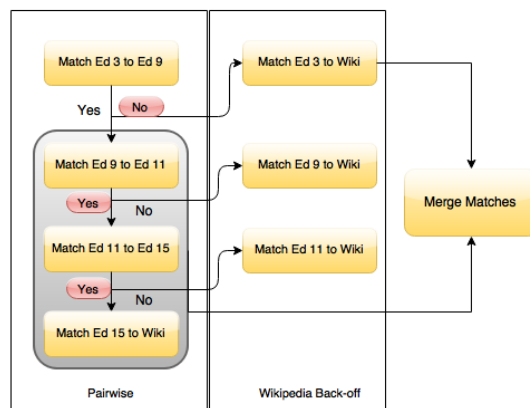 Match Ed 3 to Ed 9
Match Ed 3 to Wiki
Yes
No
Match Ed 9 to Ed 11
Match Ed 9 to Wiki
Yes
No
Merge Matches
Match Ed 11 to Ed 15
Match Ed 11 to Wiki
Yes
No
Match Ed 15 to Wiki
Pairwise
Wikipedia Back-off